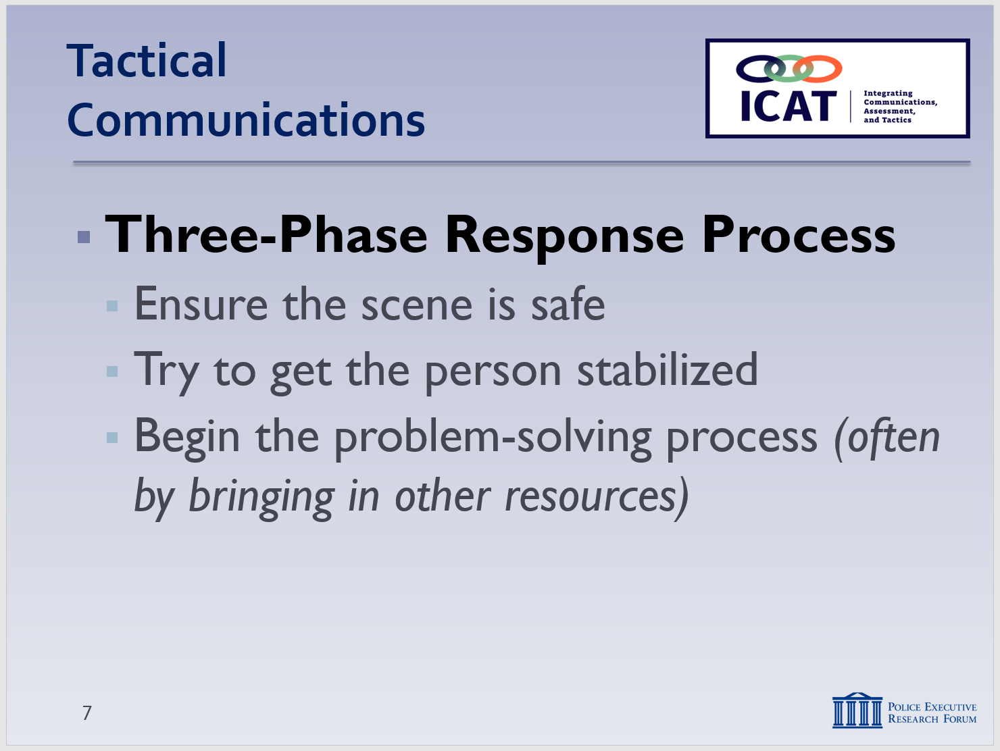 Tactical
Communications
ICAT
Integrating
Communications,
Assessment,
and Tactics
Three-Phase Response Process
Ensure the scene is safe
Try to get the person stabilized
Begin the problem-solving process (often
by bringing in other resources)
7
POLICE EXECUTIVE
RESEARCH FORUM